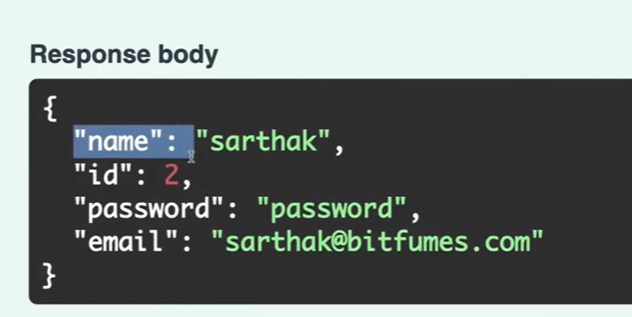 Response body
{
"name": "sarthak",
"id": 2,
"password": "password",
"email": "sarthak@bitfumes.com"
}